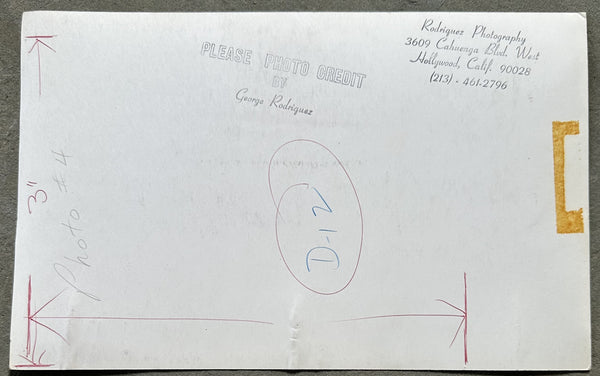 Rodriguez Photography
3609 Cahuenga Blvd. West
Hollywood, Calif. 90028
(213) - 461-2796
PLEASE PHOTO CREDIT
BY
George Rodriguez
3"
Photo #4
D-12